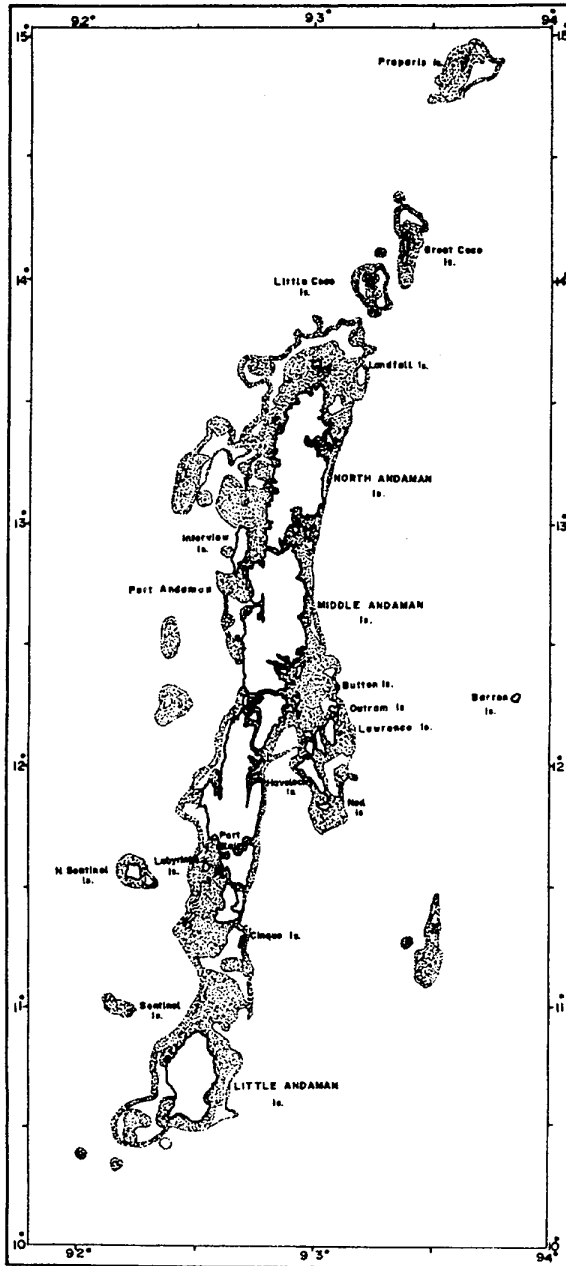 92° 93° 94°
15° 15
Preparis Is.
Great Coco
Is.
Little Coco
Is.
14° 14°
Landfall Is.
NORTH ANDAMAN
Is.
13° 13°
Interview
Is.
Port Andaman
MIDDLE ANDAMAN
Is.
Button Is.
Outram Is
Barren
Is.
Lawrence Is.
12° 12°
Havelock
Is.
Neil
Is
Port
Blair
Labyrinth
Is.
N. Sentinel
Is.
Cinque Is.
11° 11°
Sentinel
Is.
LITTLE ANDAMAN
Is.
10° 10°
92° 93° 94°